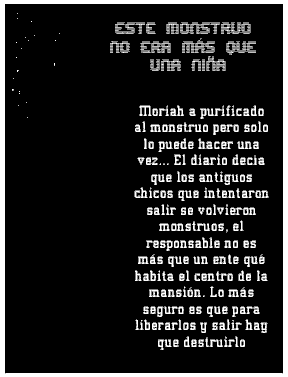 ESTE MONSTRUO
NO ERA MÁS QUE
UNA NIÑA
Moriah a purificado
al monstruo pero solo
lo puede hacer una
vez... El diario decia
que los antiguos
chicos que intentaron
salir se volvieron
monstruos, el
responsable no es
más que un ente qué
habita el centro de la
mansión. Lo más
seguro es que para
liberarlos y salir hay
que destruirlo